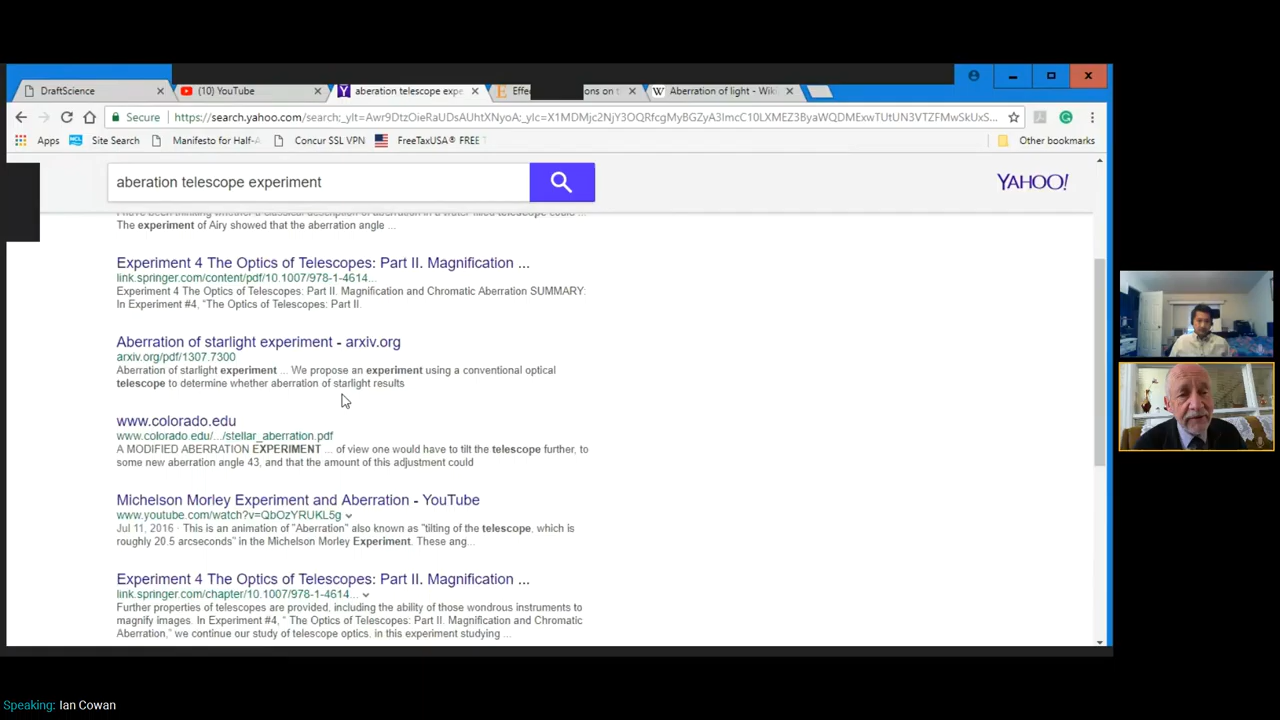 DraftScience
(10) YouTube
aberation telescope expe
Effe
ons on t
Aberration of light - Wiki
Secure
Apps
Site Search
Manifesto for Half-A
Concur SSL VPN
FreeTaxUSA® FREE T
Other bookmarks
aberation telescope experiment
YAHOO!
The experiment of Airy showed that the aberration angle ...
Experiment 4 The Optics of Telescopes: Part II. Magnification ...
link.springer.com/content/pdf/10.1007/978-1-4614...
Experiment 4 The Optics of Telescopes: Part II. Magnification and Chromatic Aberration SUMMARY:
In Experiment #4, "The Optics of Telescopes: Part II.
Aberration of starlight experiment - arxiv.org
arxiv.org/pdf/1307.7300
Aberration of starlight experiment ... We propose an experiment using a conventional optical
telescope to determine whether aberration of starlight results
www.colorado.edu
www.colorado.edu/.../stellar_aberration.pdf
A MODIFIED ABERRATION EXPERIMENT ... of view one would have to tilt the telescope further, to
some new aberration angle 43, and that the amount of this adjustment could
Michelson Morley Experiment and Aberration - YouTube
www.youtube.com/watch?v=QbOzYRUKL5g
Jul 11, 2016 · This is an animation of "Aberration" also known as "tilting of the telescope, which is
roughly 20.5 arcseconds" in the Michelson Morley Experiment. These ang...
Experiment 4 The Optics of Telescopes: Part II. Magnification ...
link.springer.com/chapter/10.1007/978-1-4614...
Further properties of telescopes are provided, including the ability of those wondrous instruments to
magnify images. In Experiment #4, " The Optics of Telescopes: Part II. Magnification and Chromatic
Aberration," we continue our study of telescope optics. in this experiment studying ...
Speaking: Ian Cowan